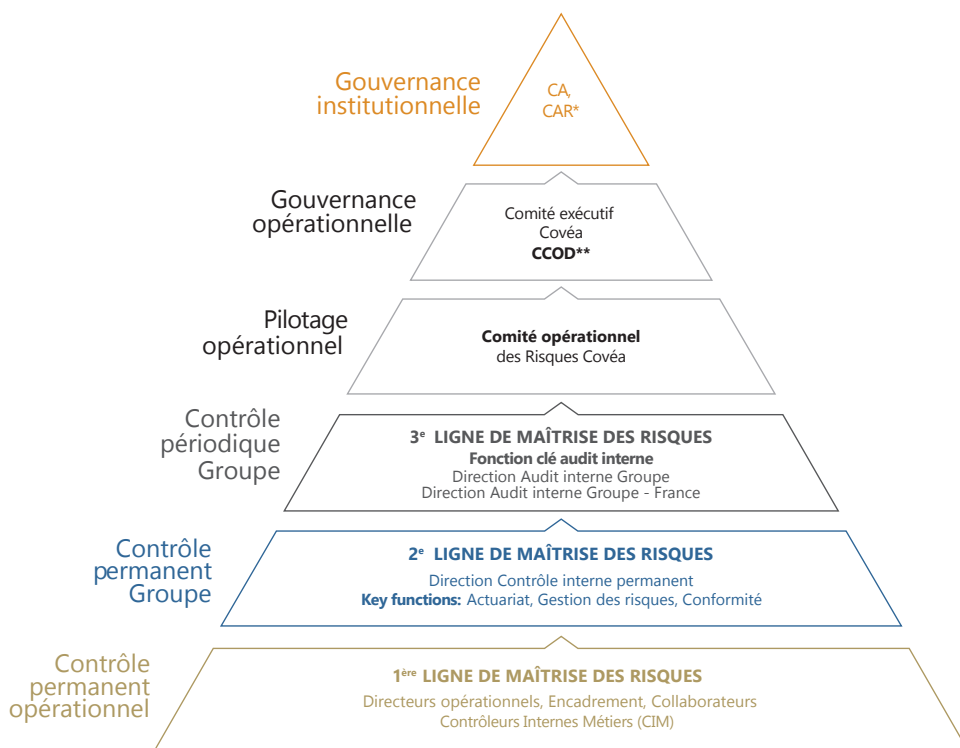 Gouvernance
institutionnelle
CA,
CAR*
Gouvernance
opérationnelle
Comité exécutif
Covéa
CCOD**
Pilotage
opérationnel
Comité opérationnel
des Risques Covéa
Contrôle
périodique
Groupe
3e LIGNE DE MAÎTRISE DES RISQUES
Fonction clé audit interne
Direction Audit interne Groupe
Direction Audit interne Groupe - France
Contrôle
permanent
Groupe
2e LIGNE DE MAÎTRISE DES RISQUES
Direction Contrôle interne permanent
Key functions: Actuariat, Gestion des risques, Conformité
Contrôle
permanent
opérationnel
1ère LIGNE DE MAÎTRISE DES RISQUES
Directeurs opérationnels, Encadrement, Collaborateurs
Contrôleurs Internes Métiers (CIM)